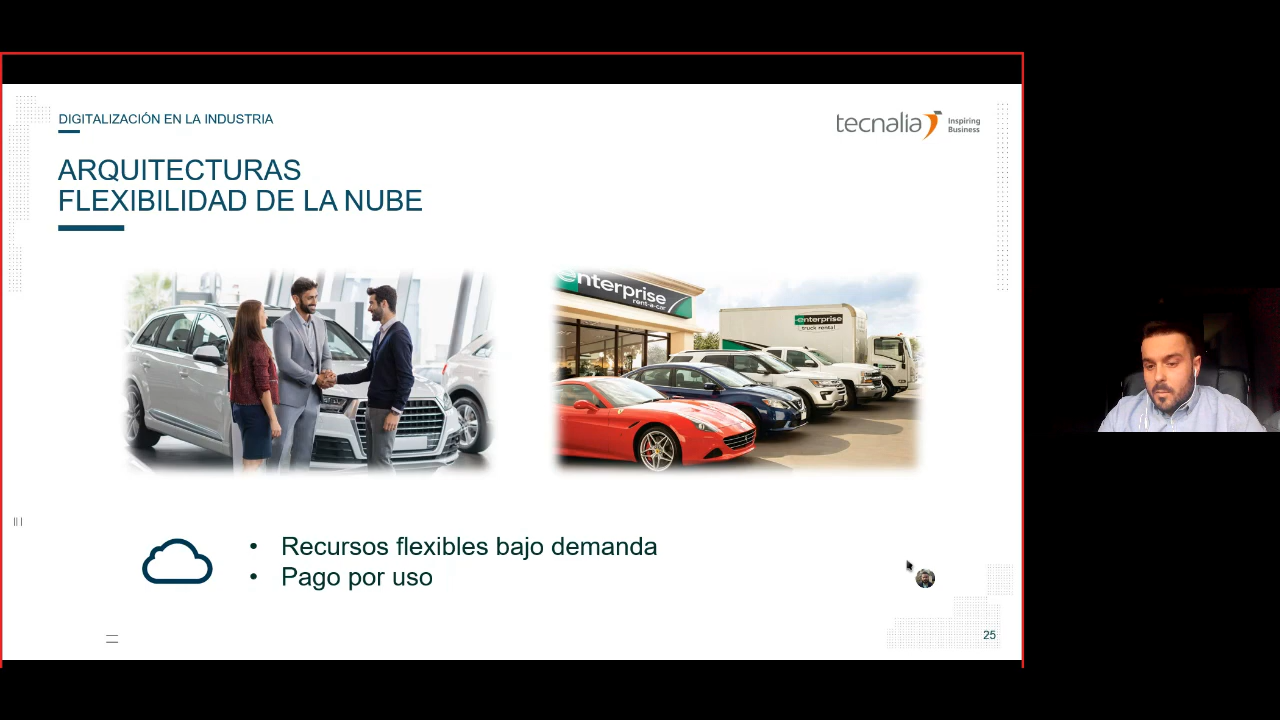 DIGITALIZACIÓN EN LA INDUSTRIA
tecnalia Inspiring
Business
ARQUITECTURAS
FLEXIBILIDAD DE LA NUBE
enterprise
rent-a-car
enterprise
truck rental
• Recursos flexibles bajo demanda
• Pago por uso
25